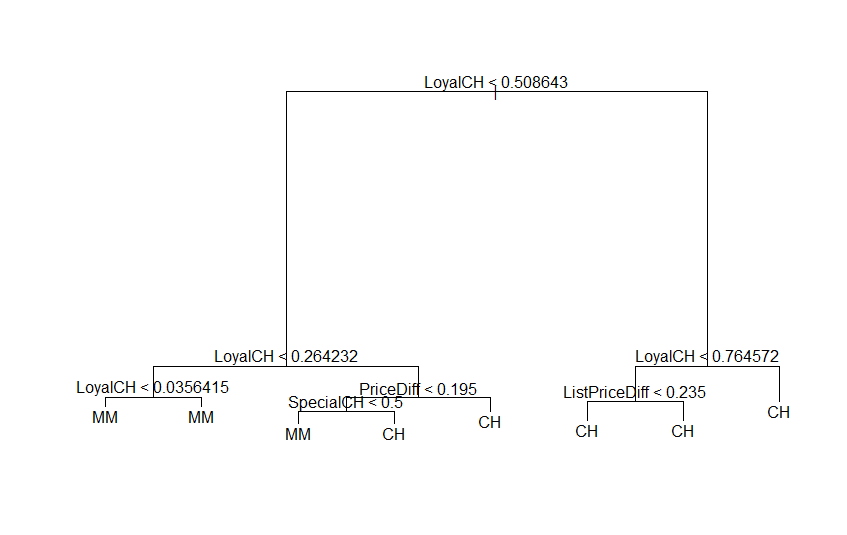 LoyalCH < 0.508643
LoyalCH < 0.264232
LoyalCH < 0.764572
LoyalCH < 0.0356415
PriceDiff < 0.195
ListPriceDiff < 0.235
SpecialCH < 0.5
MM
MM
MM
CH
CH
CH
CH
CH